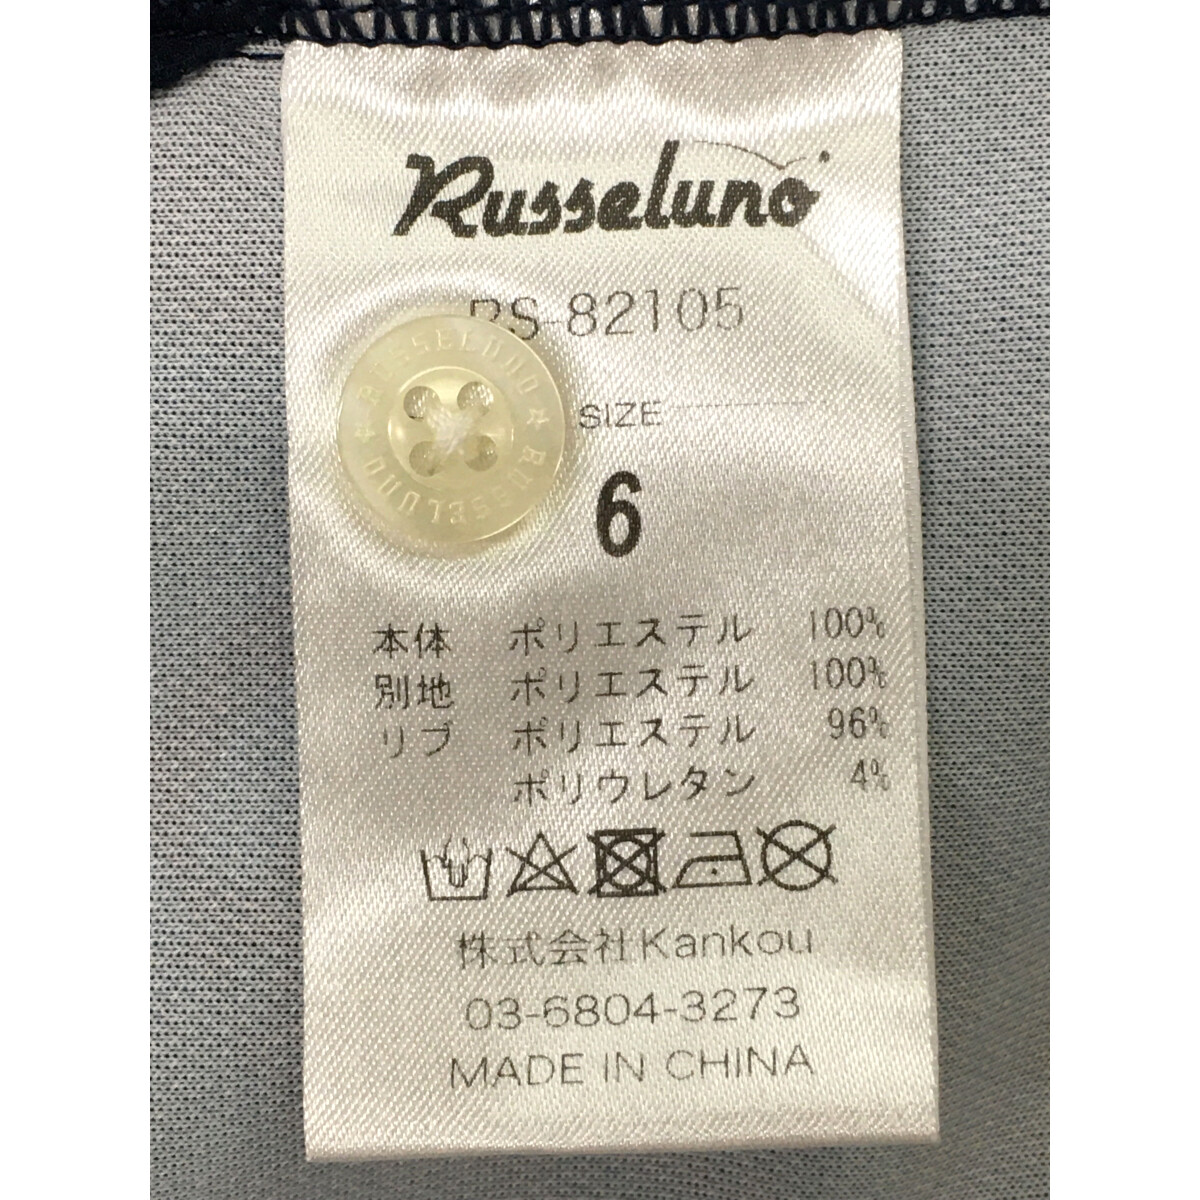 Russeluno
RS-82105
RUSSELUNO ★ RUSSELUNO ★
SIZE
6
本体 ポリエステル 100%
別地 ポリエステル 100%
リブ ポリエステル 96%
ポリウレタン 4%
株式会社Kankou
03-6804-3273
MADE IN CHINA